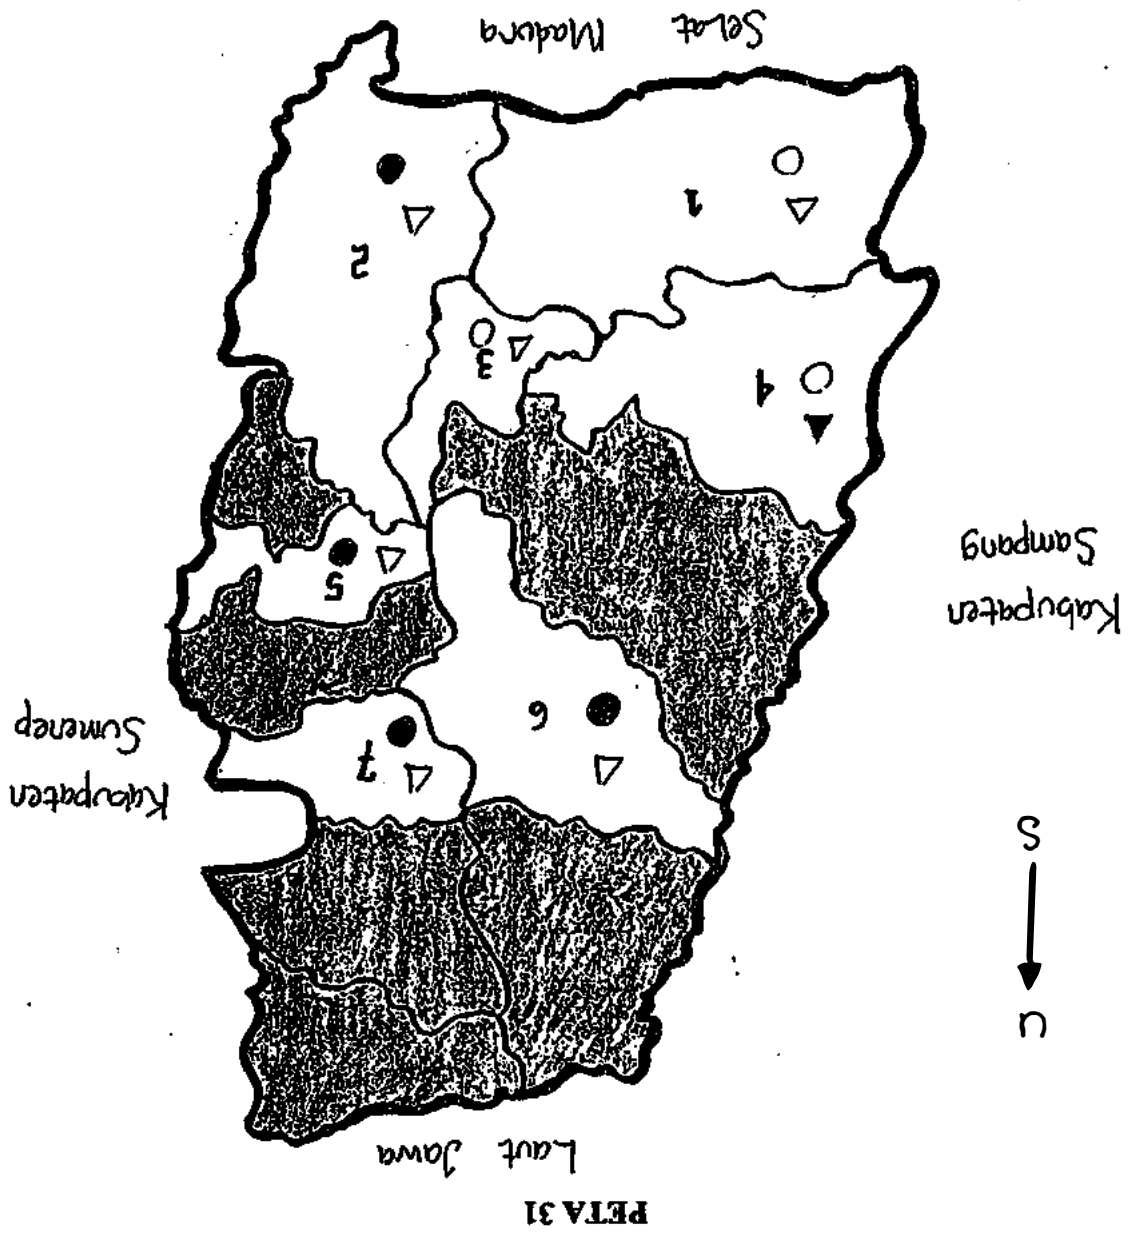 PETA 31
Laut Jawa
U
S
Kabupaten
Sumenep
7
6
Kabupaten
Sampang
5
4
3
2
1
Selat Madura